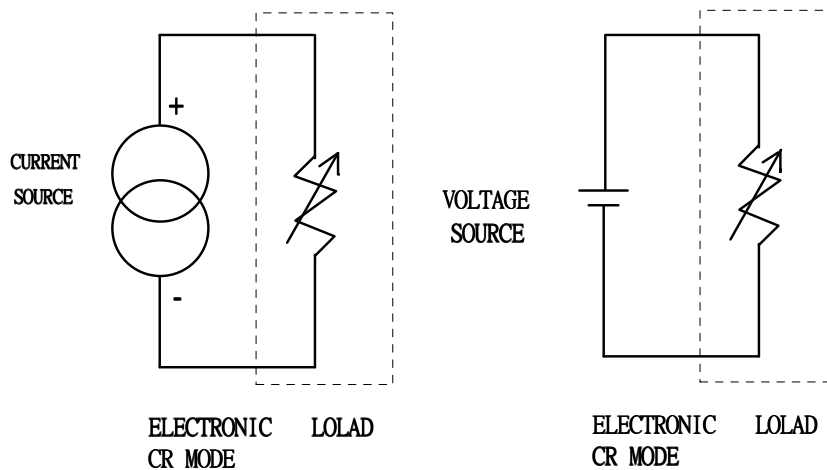 +
CURRENT
SOURCE
-
ELECTRONIC LOLAD
CR MODE
VOLTAGE
SOURCE
ELECTRONIC LOLAD
CR MODE